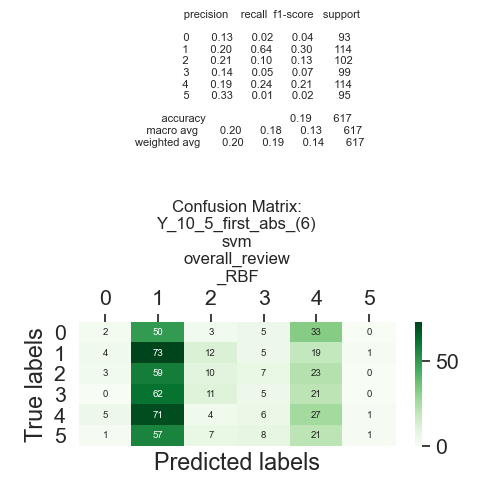 precision recall f1-score support
0 0.13 0.02 0.04 93
1 0.20 0.64 0.30 114
2 0.21 0.10 0.13 102
3 0.14 0.05 0.07 99
4 0.19 0.24 0.21 114
5 0.33 0.01 0.02 95
accuracy 0.19 617
macro avg 0.20 0.18 0.13 617
weighted avg 0.20 0.19 0.14 617
Confusion Matrix:
Y_10_5_first_abs_(6)
svm
overall_review
_RBF
0 1 2 3 4 5
0 2 50 3 5 33 0
1 4 73 12 5 19 1
2 3 59 10 7 23 0
3 0 62 11 5 21 0
4 5 71 4 6 27 1
5 1 57 7 8 21 1
True labels
Predicted labels
50
0